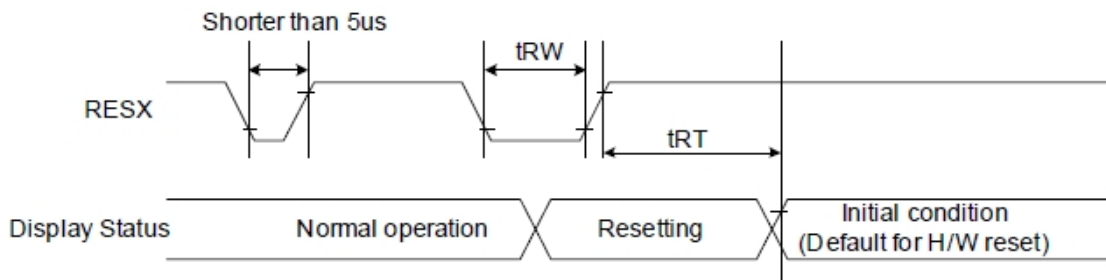 Shorter than 5us
tRW
RESX
tRT
Display Status
Normal operation
Resetting
Initial condition
(Default for H/W reset)